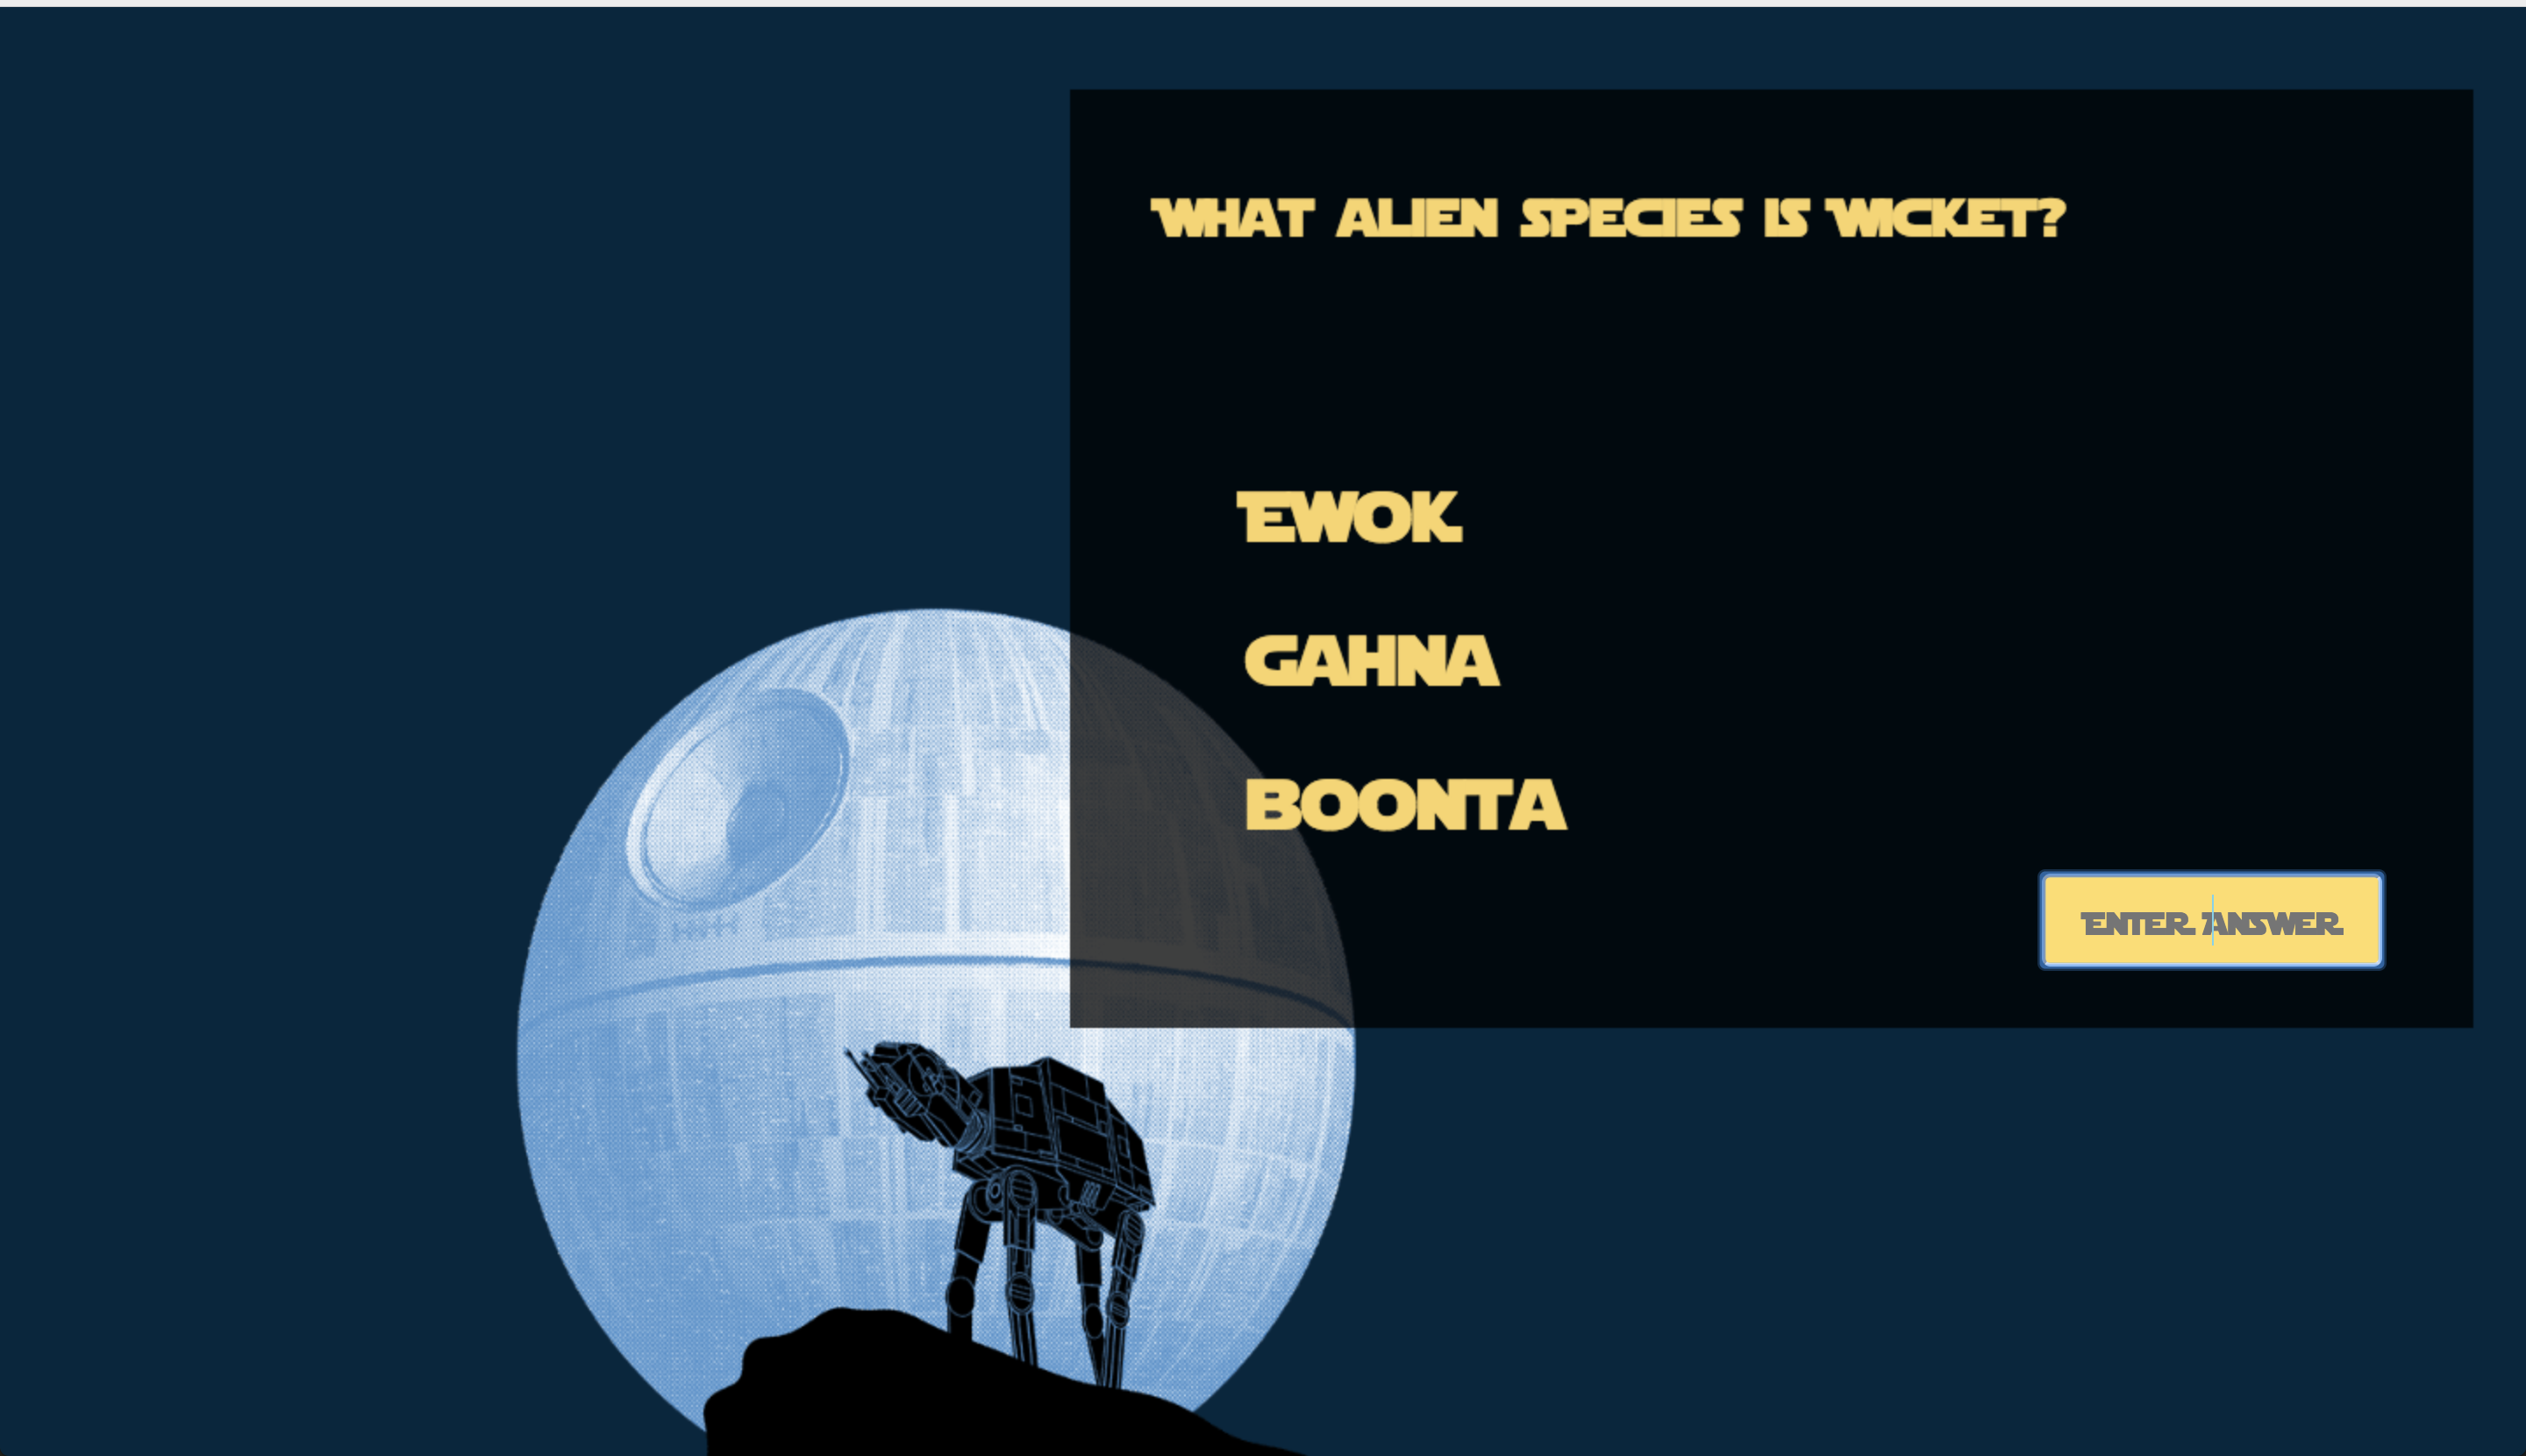 WHAT ALIEN SPECIES IS WICKET?
EWOK
GAHNA
BOONTA
ENTER ANSWER